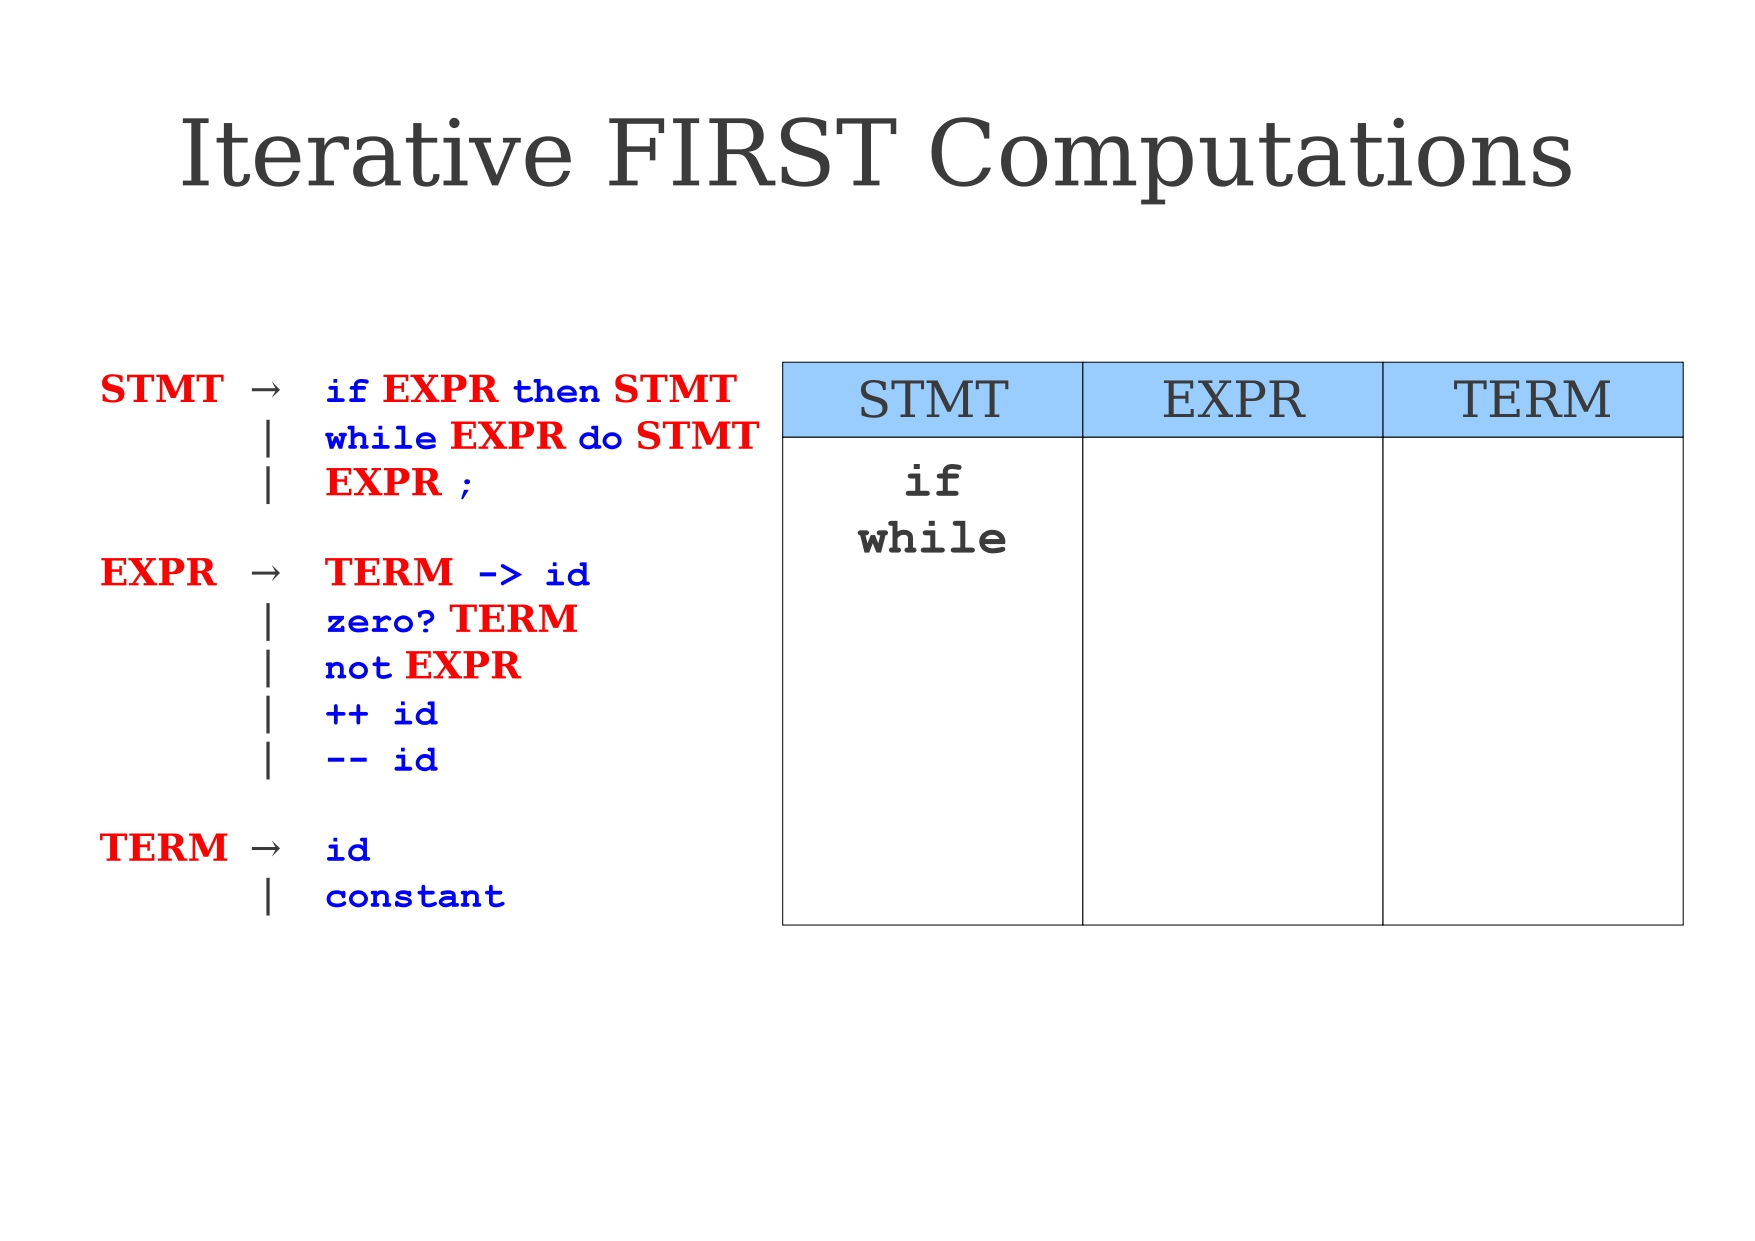 Iterative FIRST Computations
STMT → if EXPR then STMT
| while EXPR do STMT
| EXPR ;
EXPR → TERM -> id
| zero? TERM
| not EXPR
| ++ id
| -- id
TERM → id
| constant
STMT EXPR TERM
if
while